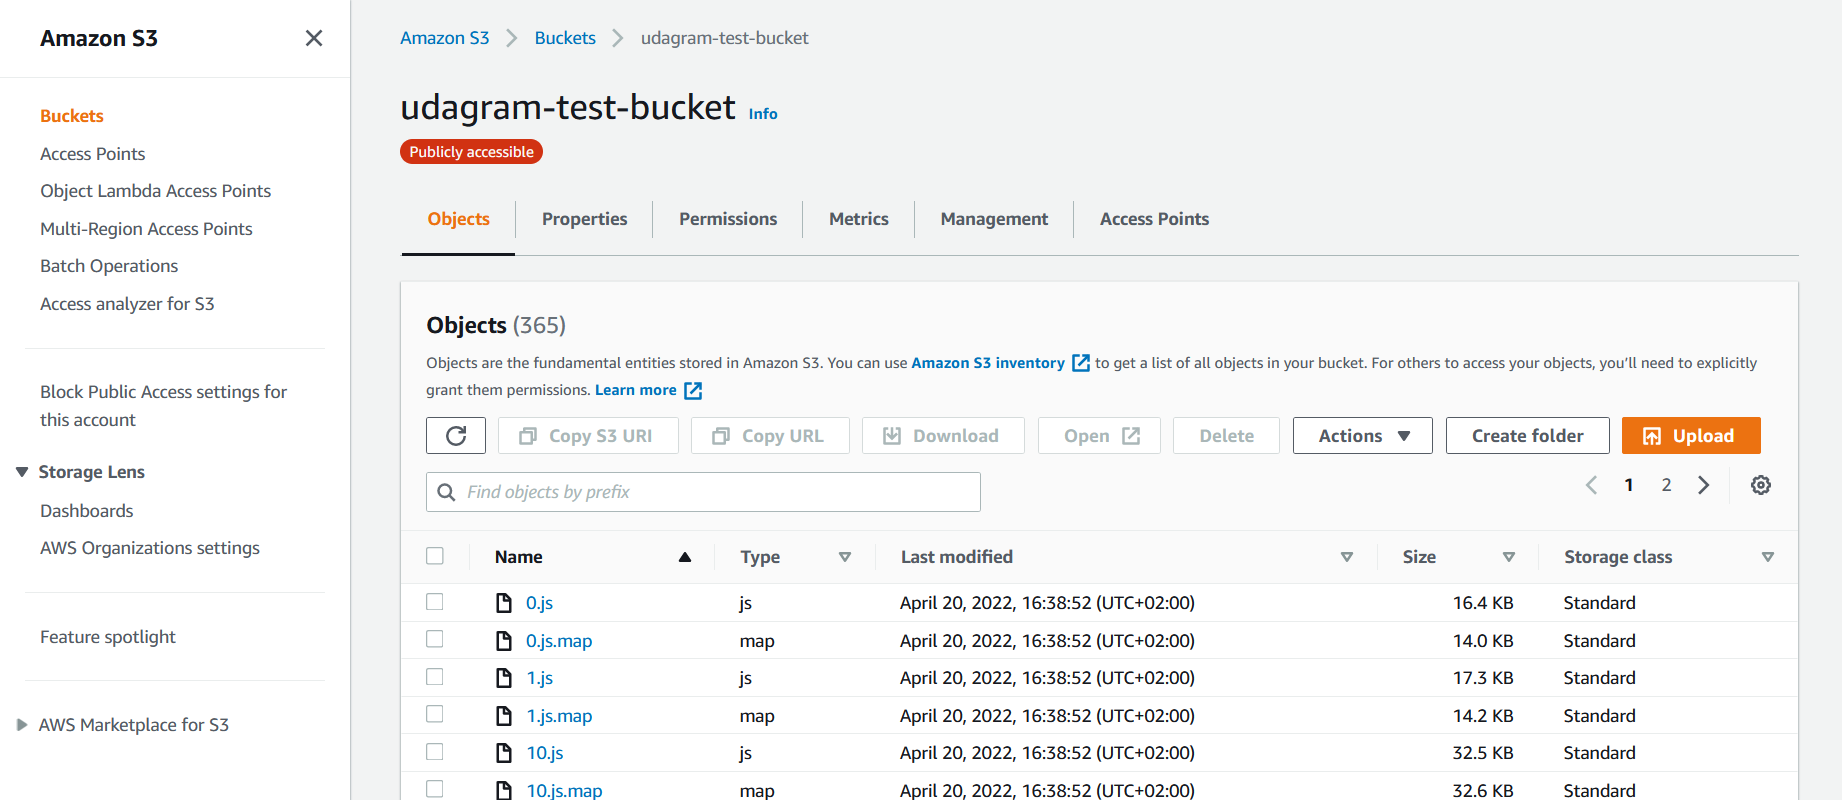 Amazon S3
Buckets
Access Points
Object Lambda Access Points
Multi-Region Access Points
Batch Operations
Access analyzer for S3
Block Public Access settings for
this account
Storage Lens
Dashboards
AWS Organizations settings
Feature spotlight
AWS Marketplace for S3
Amazon S3 Buckets udagram-test-bucket
udagram-test-bucket Info
Publicly accessible
Objects Properties Permissions Metrics Management Access Points
Objects (365)
Objects are the fundamental entities stored in Amazon S3. You can use Amazon S3 inventory to get a list of all objects in your bucket. For others to access your objects, you'll need to explicitly
grant them permissions. Learn more
Copy S3 URI Copy URL Download Open Delete Actions Create folder Upload
Find objects by prefix
1 2
Name Type Last modified Size Storage class
0.js js April 20, 2022, 16:38:52 (UTC+02:00) 16.4 KB Standard
0.js.map map April 20, 2022, 16:38:52 (UTC+02:00) 14.0 KB Standard
1.js js April 20, 2022, 16:38:52 (UTC+02:00) 17.3 KB Standard
1.js.map map April 20, 2022, 16:38:52 (UTC+02:00) 14.2 KB Standard
10.js js April 20, 2022, 16:38:52 (UTC+02:00) 32.5 KB Standard
10.js.map map April 20, 2022, 16:38:52 (UTC+02:00) 32.6 KB Standard